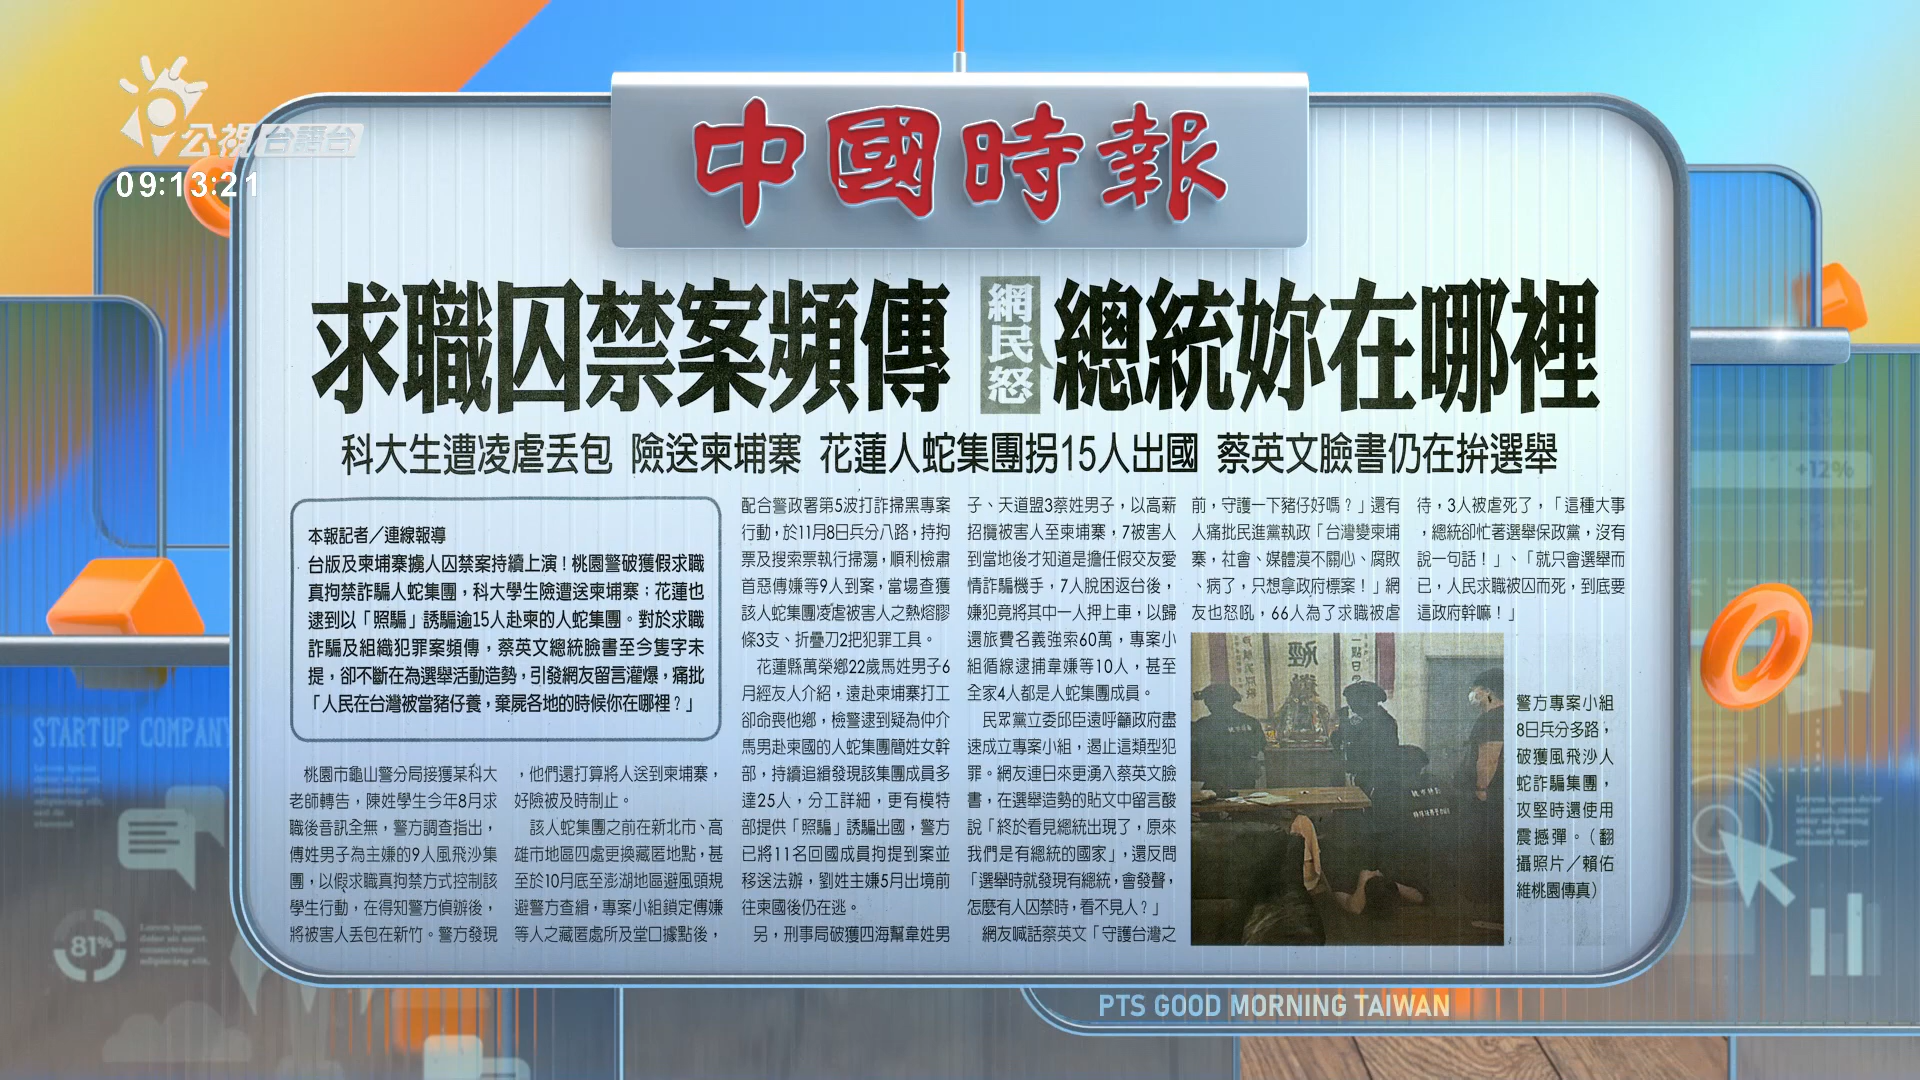 公視台語台
09:13:21
中國時報
求職囚禁案頻傳 網民怒 總統妳在哪裡
科大生遭凌虐丟包 險送柬埔寨 花蓮人蛇集團拐15人出國 蔡英文臉書仍在拚選舉
本報記者／連線報導
台版及柬埔寨擄人囚禁案持續上演！桃園警破獲假求職
真拘禁詐騙人蛇集團，科大學生險遭送柬埔寨；花蓮也
逮到以「照騙」誘騙逾15人赴柬的人蛇集團。對於求職
詐騙及組織犯罪案頻傳，蔡英文總統臉書至今隻字未
提，卻不斷在為選舉活動造勢，引發網友留言灌爆，痛批
「人民在台灣被當豬仔養，棄屍各地的時候你在哪裡？」
桃園市龜山警分局接獲某科大
老師轉告，陳姓學生今年8月求
職後音訊全無，警方調查指出，
傅姓男子為主嫌的9人風飛沙集
團，以假求職真拘禁方式控制該
學生行動，在得知警方偵辦後，
將被害人丟包在新竹。警方發現
，他們還打算將人送到柬埔寨，
好險被及時制止。
該人蛇集團之前在新北市、高
雄市地區四處更換藏匿地點，甚
至於10月底至澎湖地區避風頭規
避警方查緝，專案小組鎖定傅嫌
等人之藏匿處所及堂口據點後，
配合警政署第5波打詐掃黑專案
行動，於11月8日兵分八路，持拘
票及搜索票執行掃蕩，順利檢肅
首惡傅嫌等9人到案，當場查獲
該人蛇集團凌虐被害人之熱熔膠
條3支、折疊刀2把犯罪工具。
花蓮縣萬榮鄉22歲馬姓男子6
月經友人介紹，遠赴柬埔寨打工
卻命喪他鄉，檢警逮到疑為仲介
馬男赴柬國的人蛇集團簡姓女幹
部，持續追緝發現該集團成員多
達25人，分工詳細，更有模特
部提供「照騙」誘騙出國，警方
已將11名回國成員拘提到案並
移送法辦，劉姓主嫌5月出境前
往柬國後仍在逃。
另，刑事局破獲四海幫韋姓男
子、天道盟3蔡姓男子，以高薪
招攬被害人至柬埔寨，7被害人
到當地後才知道是擔任假交友愛
情詐騙機手，7人脫困返台後，
嫌犯竟將其中一人押上車，以歸
還旅費名義強索60萬，專案小
組循線逮捕韋嫌等10人，甚至
全家4人都是人蛇集團成員。
民眾黨立委邱臣遠呼籲政府盡
速成立專案小組，遏止這類型犯
罪。網友連日來更湧入蔡英文臉
書，在選舉造勢的貼文中留言酸
說「終於看見總統出現了，原來
我們是有總統的國家」，還反問
「選舉時就發現有總統，會發聲，
怎麼有人囚禁時，看不見人？」
網友喊話蔡英文「守護台灣之
前，守護一下豬仔好嗎？」還有
人痛批民進黨執政「台灣變柬埔
寨，社會、媒體漠不關心、腐敗
、病了，只想拿政府標案！」網
友也怒吼，66人為了求職被虐
待，3人被虐死了，「這種大事
，總統卻忙著選舉保政黨，沒有
說一句話！」、「就只會選舉而
已，人民求職被囚而死，到底要
這政府幹嘛！」
警方專案小組
8日兵分多路，
破獲風飛沙人
蛇詐騙集團，
攻堅時還使用
震撼彈。（翻
攝照片／賴佑
維桃園傳真）
STARTUP COMPANY
81%
+12%
PTS GOOD MORNING TAIWAN